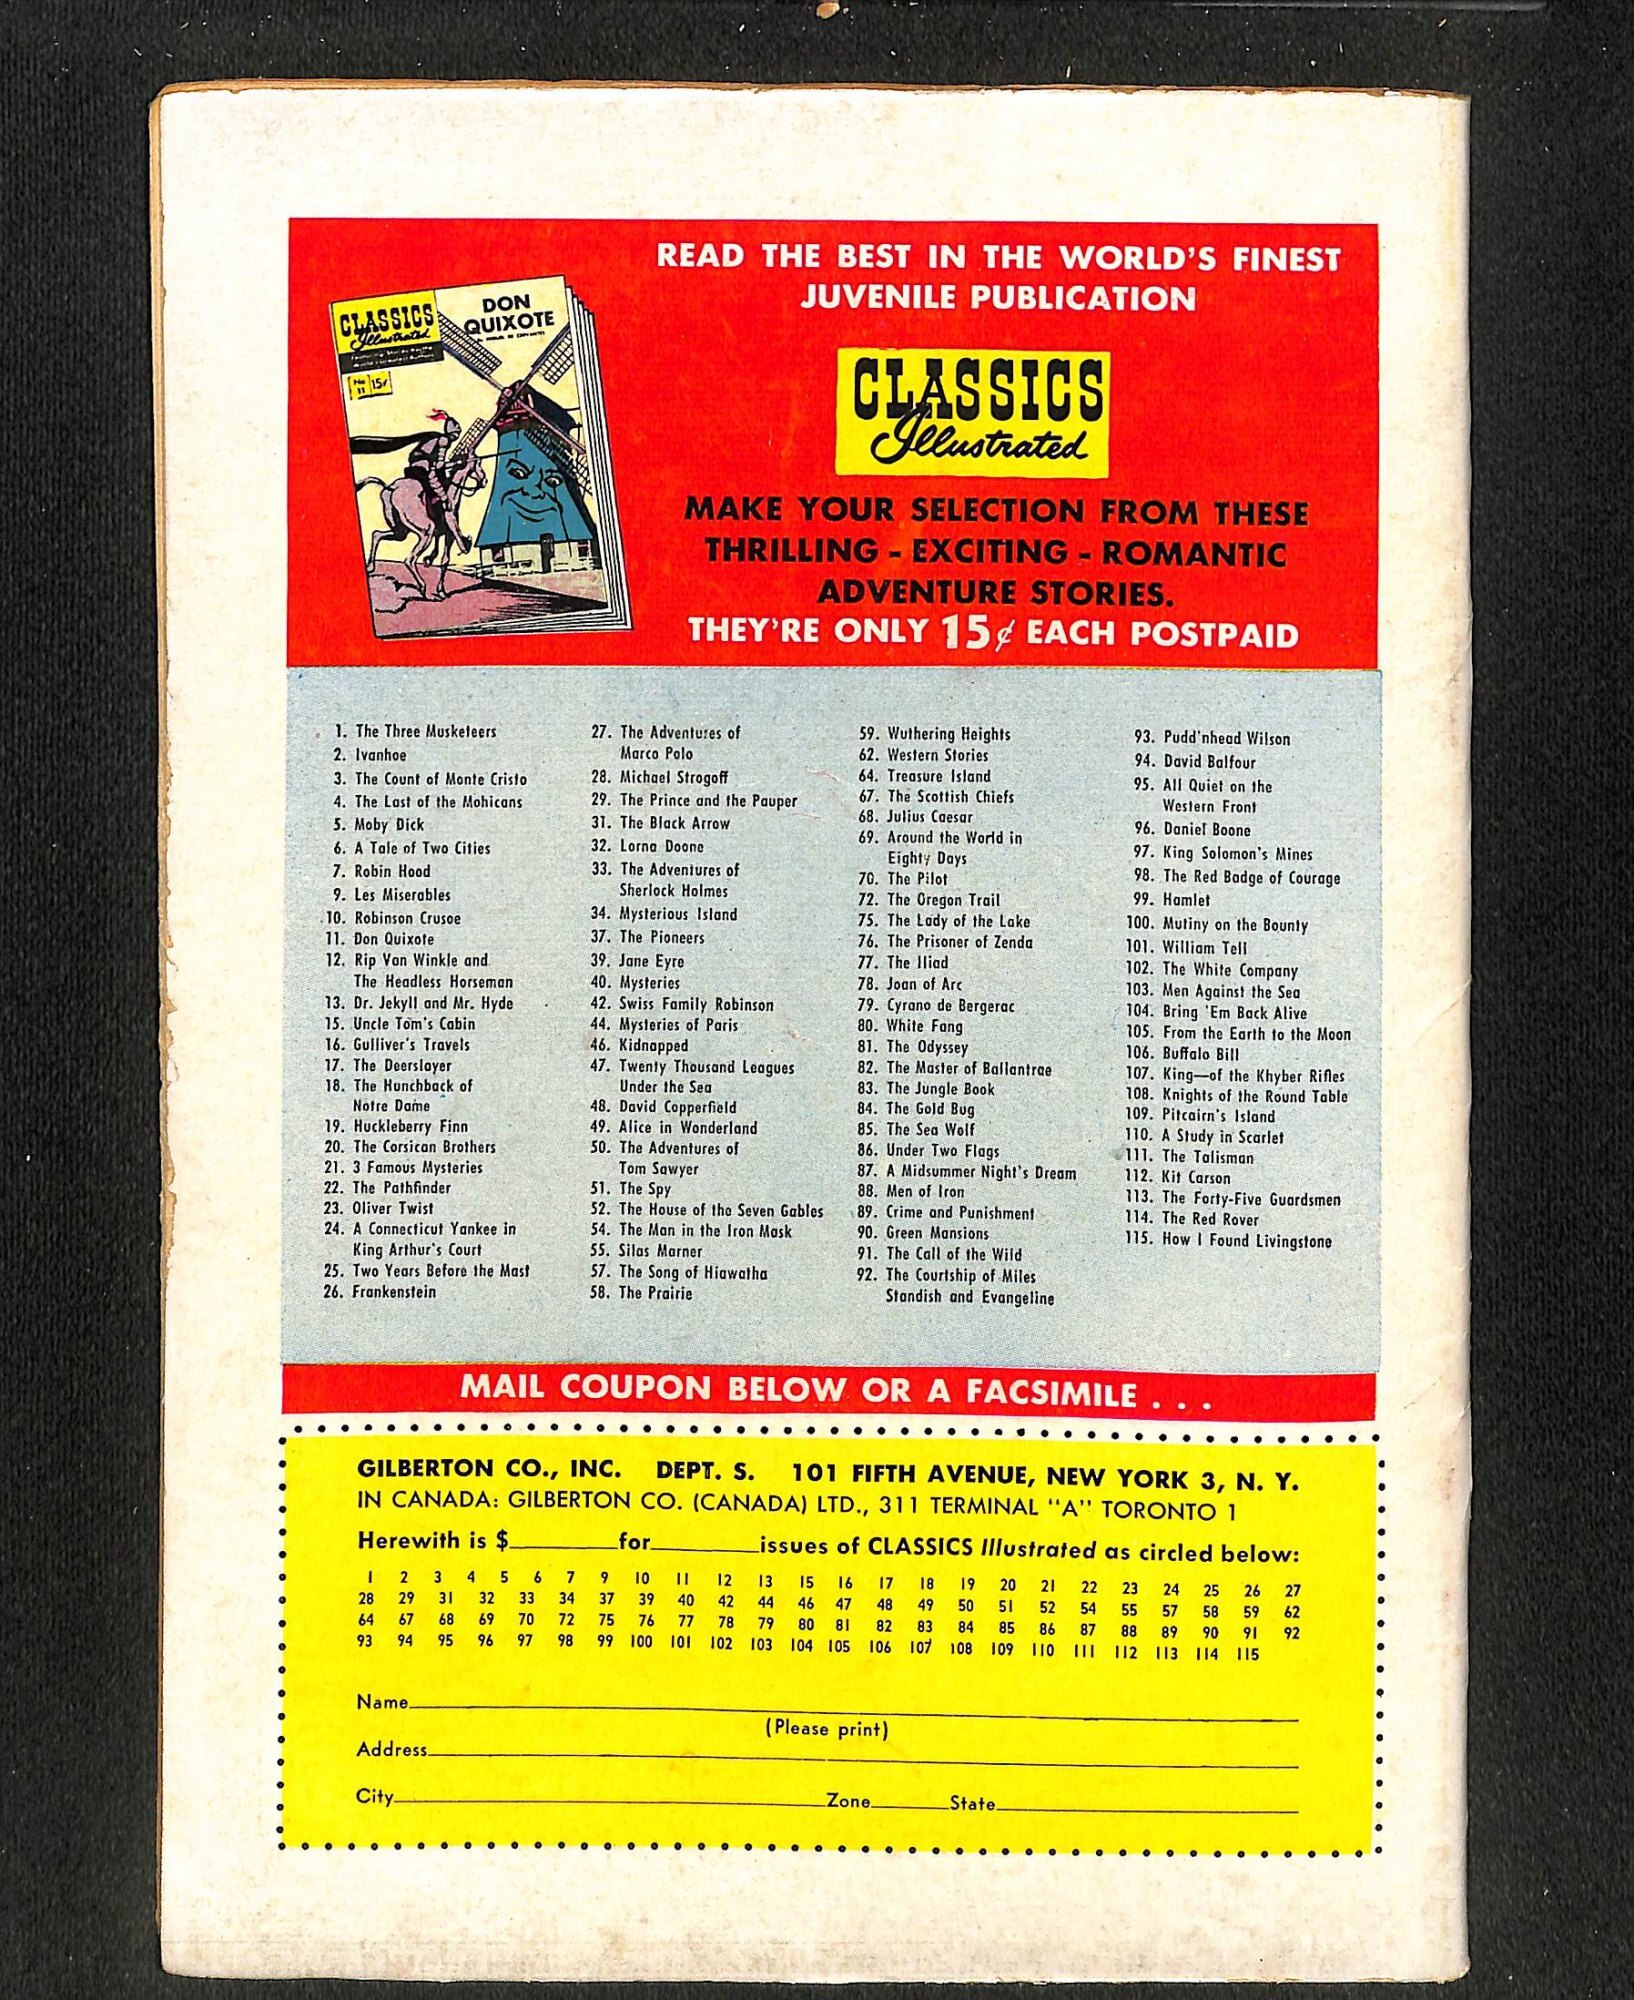 READ THE BEST IN THE WORLD'S FINEST
JUVENILE PUBLICATION
CLASSICS
Illustrated
DON
QUIXOTE
CLASSICS
Illustrated
No 11 15¢
MAKE YOUR SELECTION FROM THESE
THRILLING - EXCITING - ROMANTIC
ADVENTURE STORIES.
THEY'RE ONLY 15¢ EACH POSTPAID
1. The Three Musketeers
2. Ivanhoe
3. The Count of Monte Cristo
4. The Last of the Mohicans
5. Moby Dick
6. A Tale of Two Cities
7. Robin Hood
9. Les Miserables
10. Robinson Crusoe
11. Don Quixote
12. Rip Van Winkle and
The Headless Horseman
13. Dr. Jekyll and Mr. Hyde
15. Uncle Tom's Cabin
16. Gulliver's Travels
17. The Deerslayer
18. The Hunchback of
Notre Dame
19. Huckleberry Finn
20. The Corsican Brothers
21. 3 Famous Mysteries
22. The Pathfinder
23. Oliver Twist
24. A Connecticut Yankee in
King Arthur's Court
25. Two Years Before the Mast
26. Frankenstein
27. The Adventures of
Marco Polo
28. Michael Strogoff
29. The Prince and the Pauper
31. The Black Arrow
32. Lorna Doone
33. The Adventures of
Sherlock Holmes
34. Mysterious Island
37. The Pioneers
39. Jane Eyre
40. Mysteries
42. Swiss Family Robinson
44. Mysteries of Paris
46. Kidnapped
47. Twenty Thousand Leagues
Under the Sea
48. David Copperfield
49. Alice in Wonderland
50. The Adventures of
Tom Sawyer
51. The Spy
52. The House of the Seven Gables
54. The Man in the Iron Mask
55. Silas Marner
57. The Song of Hiawatha
58. The Prairie
59. Wuthering Heights
62. Western Stories
64. Treasure Island
67. The Scottish Chiefs
68. Julius Caesar
69. Around the World in
Eighty Days
70. The Pilot
72. The Oregon Trail
75. The Lady of the Lake
76. The Prisoner of Zenda
77. The Iliad
78. Joan of Arc
79. Cyrano de Bergerac
80. White Fang
81. The Odyssey
82. The Master of Ballantrae
83. The Jungle Book
84. The Gold Bug
85. The Sea Wolf
86. Under Two Flags
87. A Midsummer Night's Dream
88. Men of Iron
89. Crime and Punishment
90. Green Mansions
91. The Call of the Wild
92. The Courtship of Miles
Standish and Evangeline
93. Pudd'nhead Wilson
94. David Balfour
95. All Quiet on the
Western Front
96. Daniel Boone
97. King Solomon's Mines
98. The Red Badge of Courage
99. Hamlet
100. Mutiny on the Bounty
101. William Tell
102. The White Company
103. Men Against the Sea
104. Bring 'Em Back Alive
105. From the Earth to the Moon
106. Buffalo Bill
107. King—of the Khyber Rifles
108. Knights of the Round Table
109. Pitcairn's Island
110. A Study in Scarlet
111. The Talisman
112. Kit Carson
113. The Forty-Five Guardsmen
114. The Red Rover
115. How I Found Livingstone
MAIL COUPON BELOW OR A FACSIMILE . . .
GILBERTON CO., INC. DEPT. S. 101 FIFTH AVENUE, NEW YORK 3, N. Y.
IN CANADA: GILBERTON CO. (CANADA) LTD., 311 TERMINAL "A" TORONTO 1
Herewith is $ for issues of CLASSICS Illustrated as circled below:
1 2 3 4 5 6 7 9 10 11 12 13 15 16 17 18 19 20 21 22 23 24 25 26 27
28 29 31 32 33 34 37 39 40 42 44 46 47 48 49 50 51 52 54 55 57 58 59 62
64 67 68 69 70 72 75 76 77 78 79 80 81 82 83 84 85 86 87 88 89 90 91 92
93 94 95 96 97 98 99 100 101 102 103 104 105 106 107 108 109 110 111 112 113 114 115
Name
(Please print)
Address
City Zone State